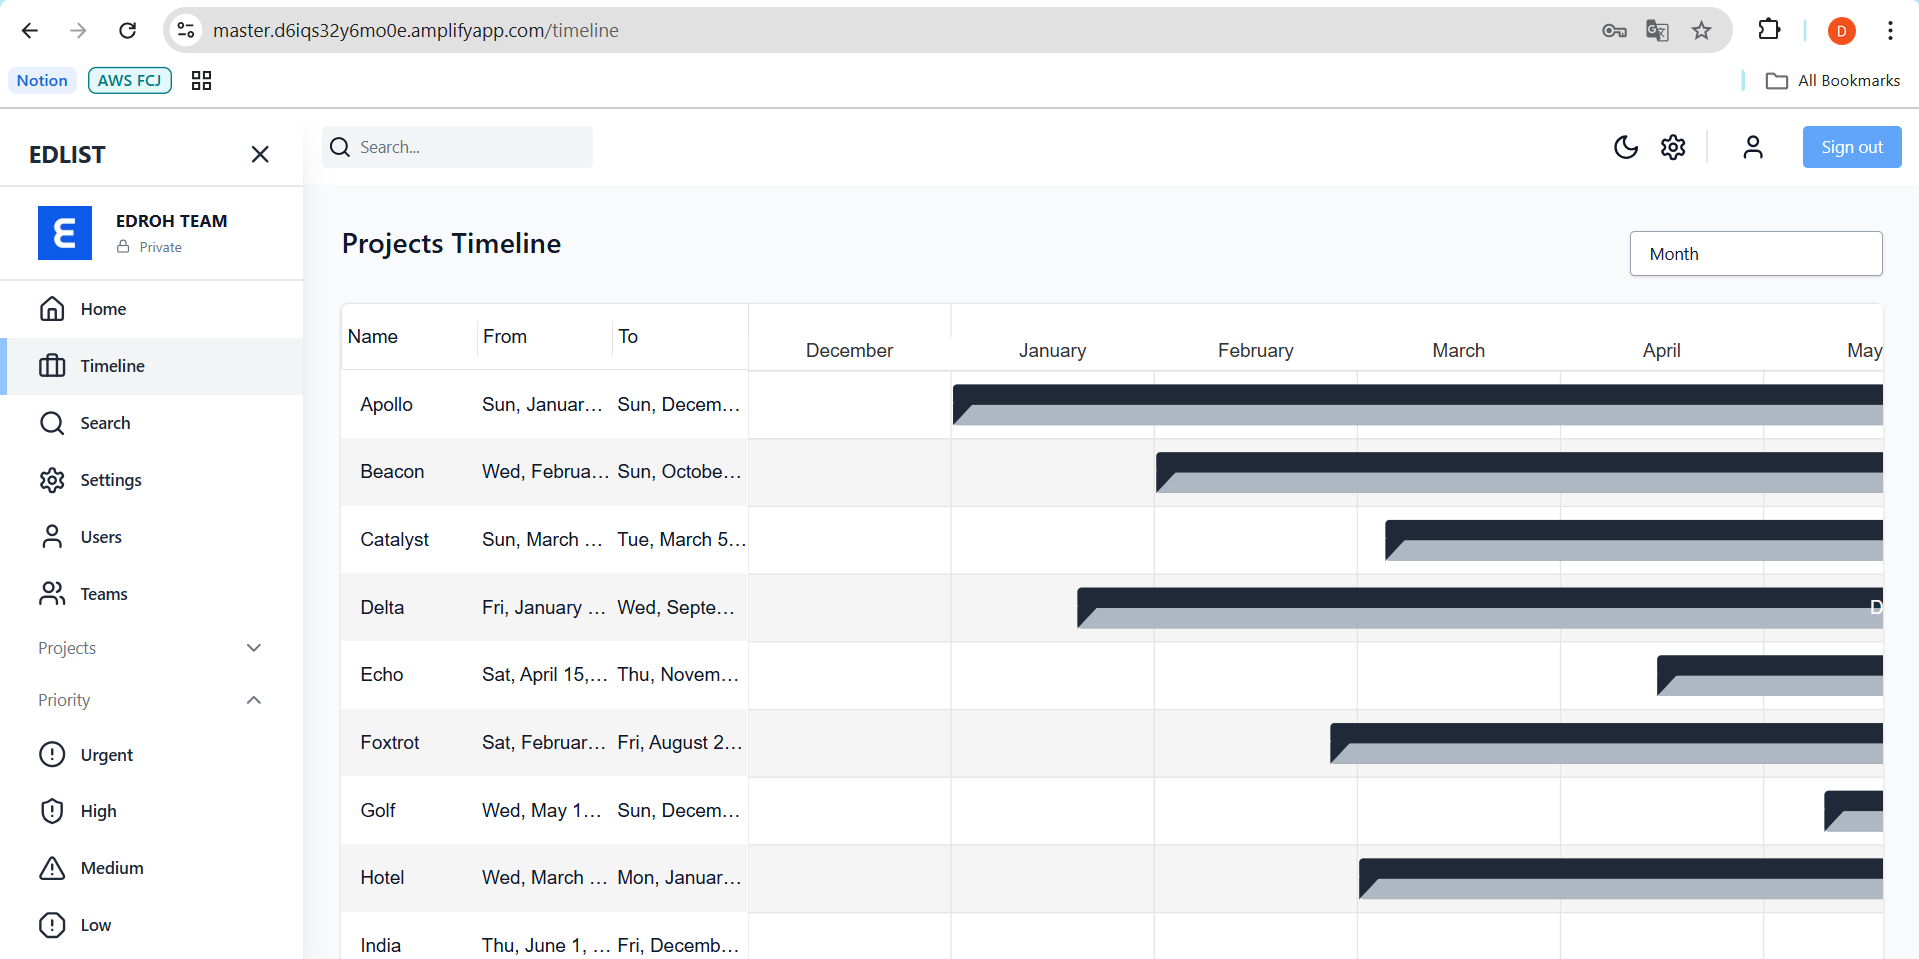 master.d6iqs32y6mo0e.amplifyapp.com/timeline
D
Notion
AWS FCJ
All Bookmarks
EDLIST
Search...
Sign out
EDROH TEAM
Private
Home
Timeline
Search
Settings
Users
Teams
Projects
Priority
Urgent
High
Medium
Low
Projects Timeline
Month
Name From To
December January February March April May
Apollo Sun, Januar... Sun, Decem...
Beacon Wed, Februa... Sun, Octobe...
Catalyst Sun, March ... Tue, March 5...
Delta Fri, January ... Wed, Septe... D
Echo Sat, April 15,... Thu, Novem...
Foxtrot Sat, Februar... Fri, August 2...
Golf Wed, May 1... Sun, Decem...
Hotel Wed, March ... Mon, Januar...
India Thu, June 1, ... Fri, Decemb...